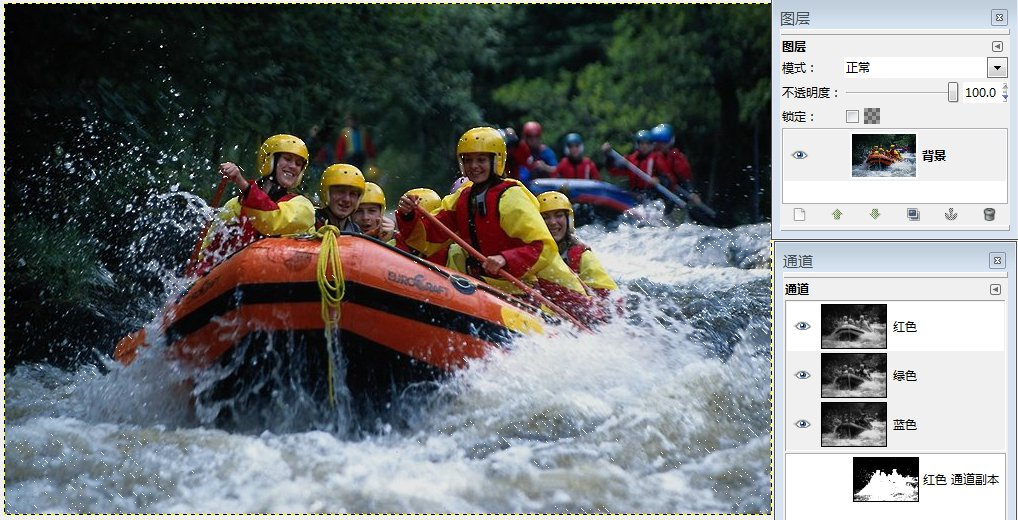 图层
图层
模式：
正常
不透明度：
100.0
锁定：
背景
通道
通道
红色
绿色
蓝色
红色 通道副本